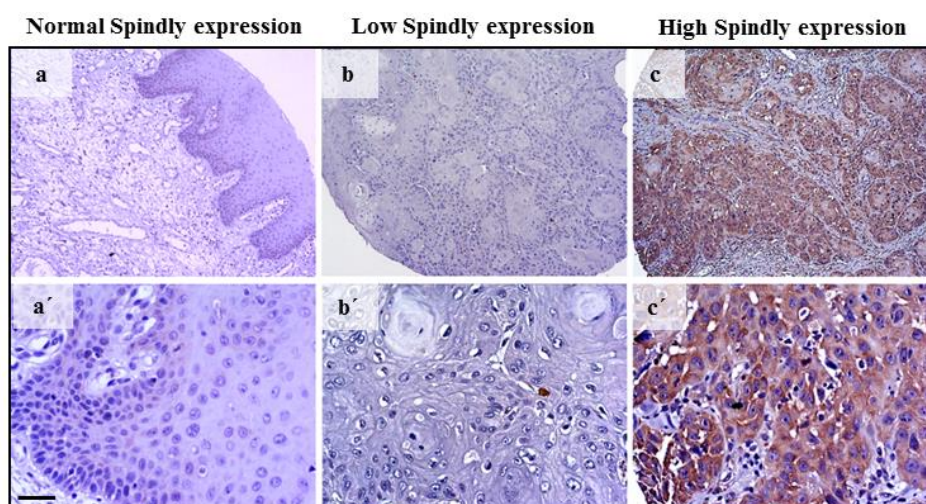 Normal Spindly expression Low Spindly expression High Spindly expression
a b c
a´ b´ c´